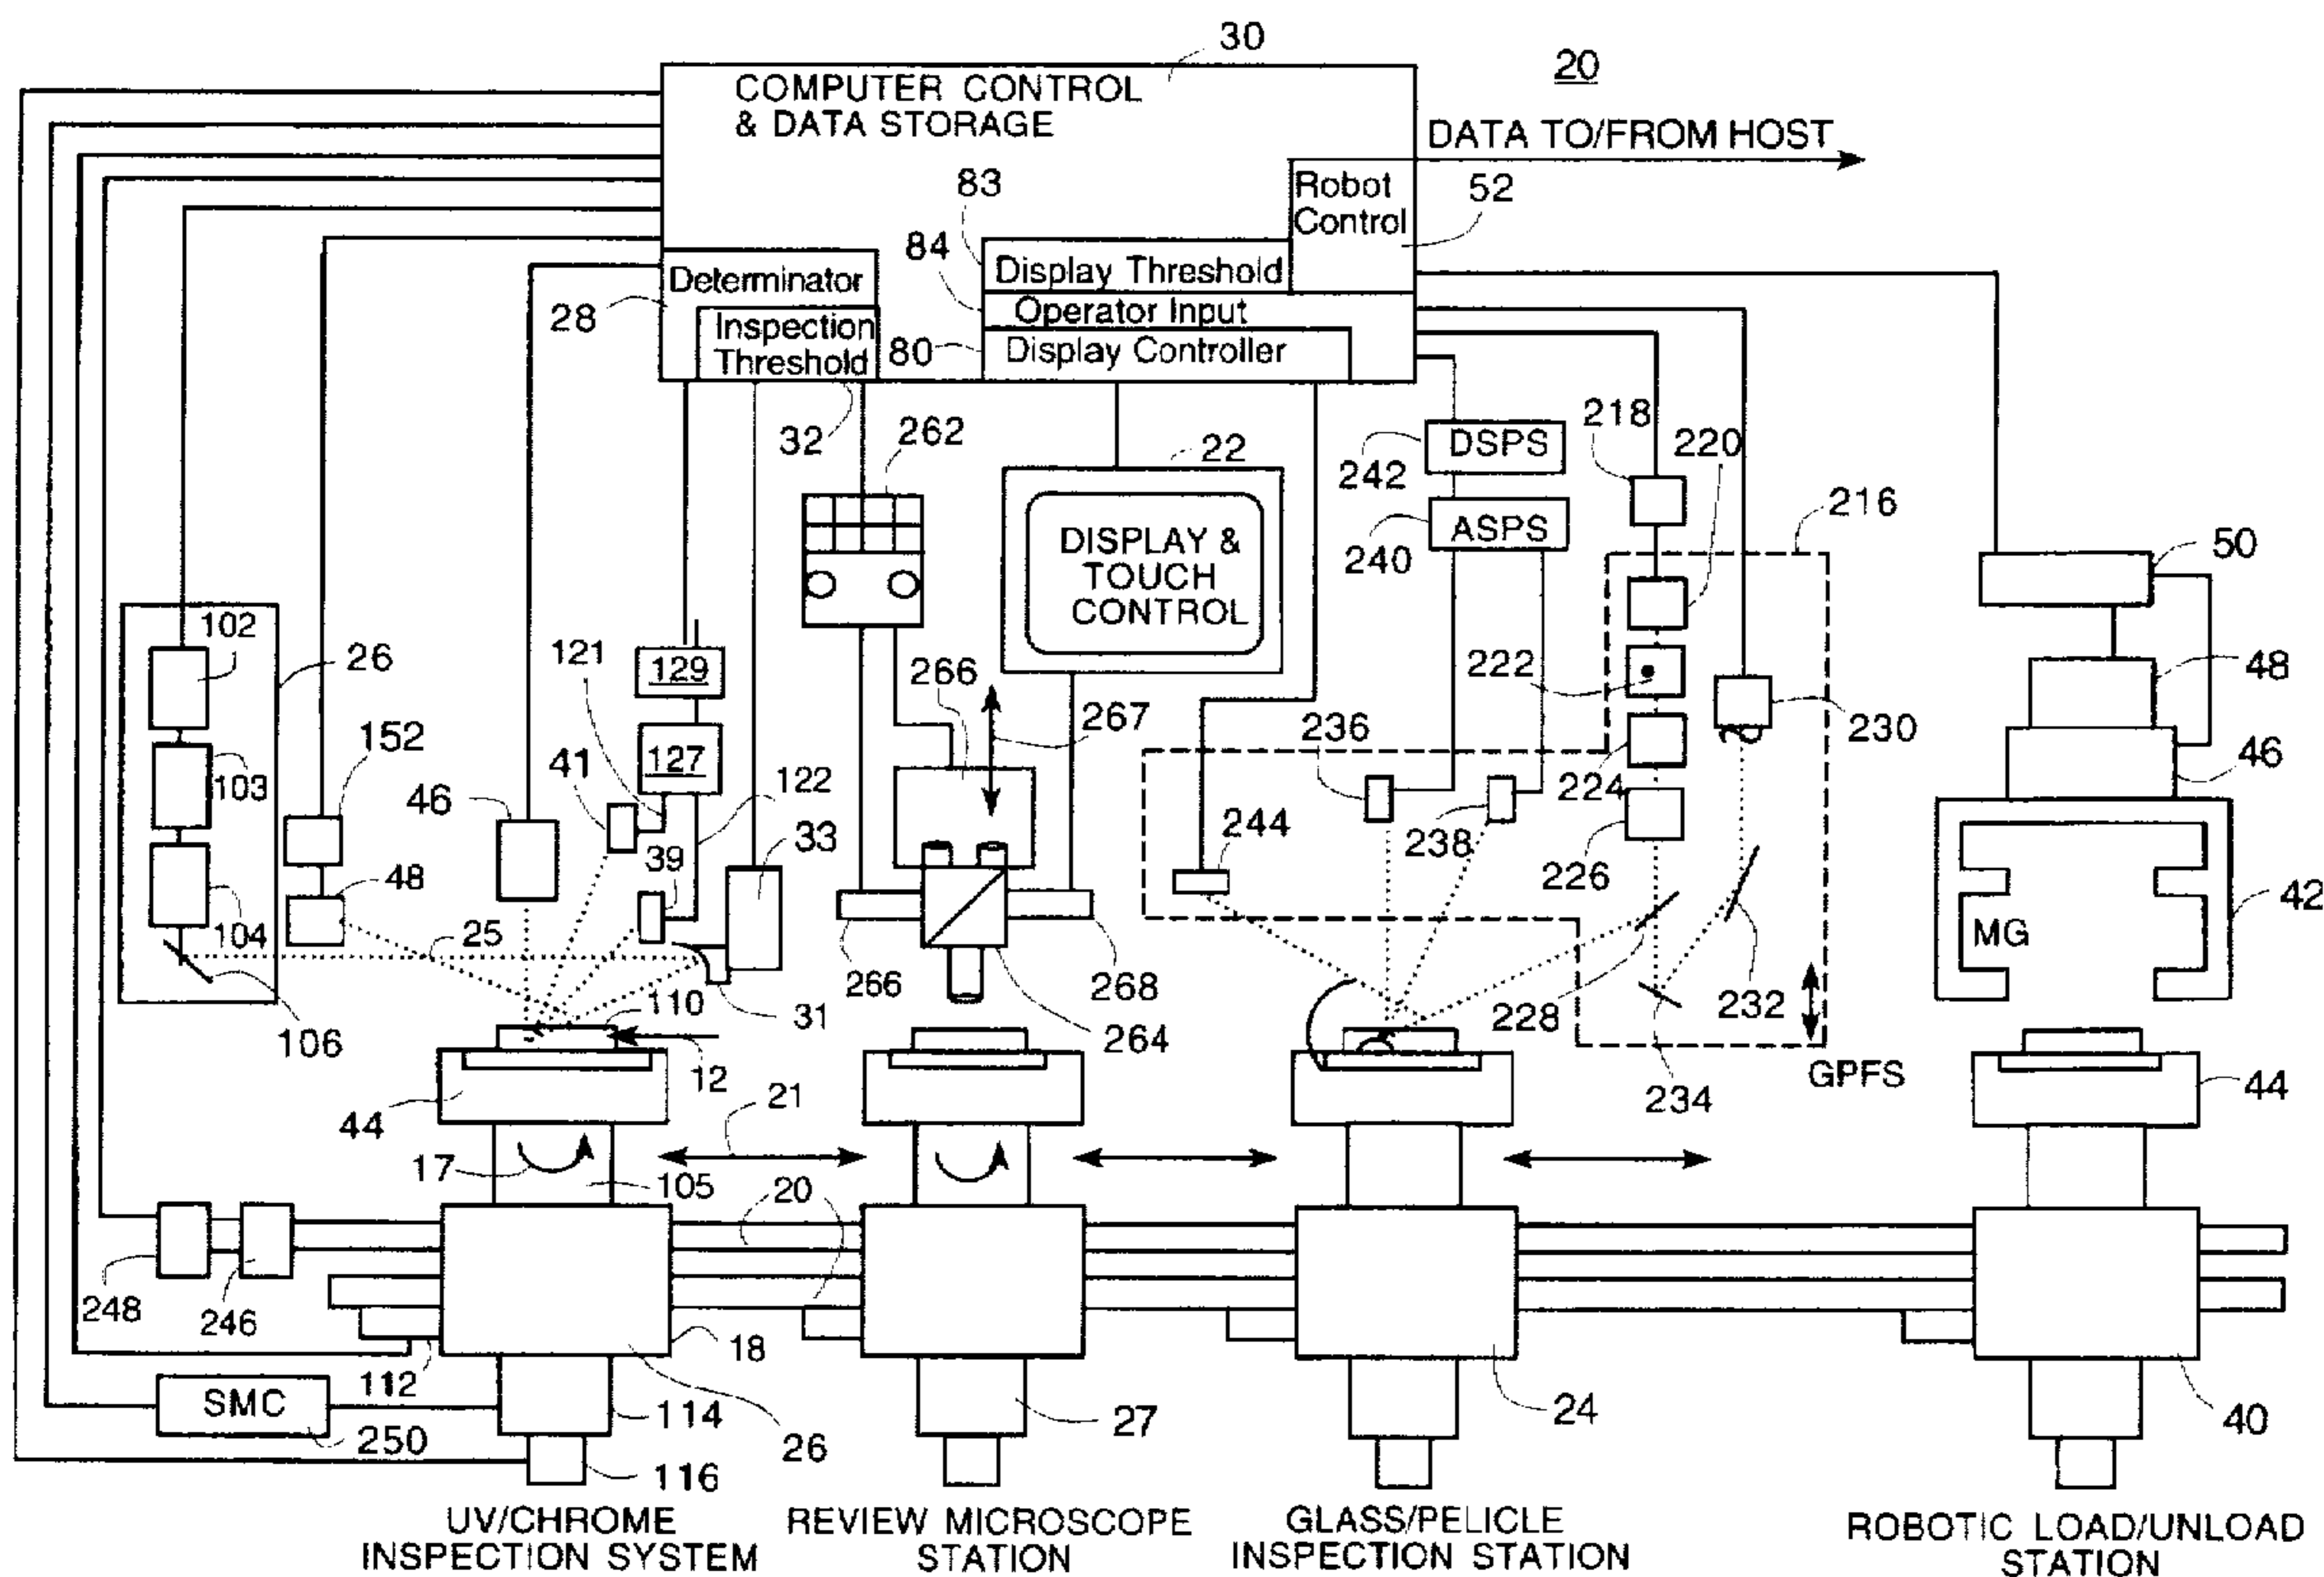 30
20
COMPUTER CONTROL
& DATA STORAGE
DATA TO/FROM HOST
83
Robot
Control
52
84
Determinator
Display Threshold
28
Inspection
Threshold
Operator Input
80
Display Controller
32
262
22
DSPS
242
218
220
216
ASPS
240
DISPLAY &
TOUCH
CONTROL
50
102
26
121
129
266
222
48
152
103
41
127
122
267
236
230
46
46
224
33
244
238
39
48
226
42
104
25
MG
266
268
110
31
228
232
106
264
12
GPFS
44
21
234
44
17
105
20
248
246
18
112
SMC
114
27
24
40
250
26
116
UV/CHROME
INSPECTION SYSTEM
REVIEW MICROSCOPE
STATION
GLASS/PELICLE
INSPECTION STATION
ROBOTIC LOAD/UNLOAD
STATION